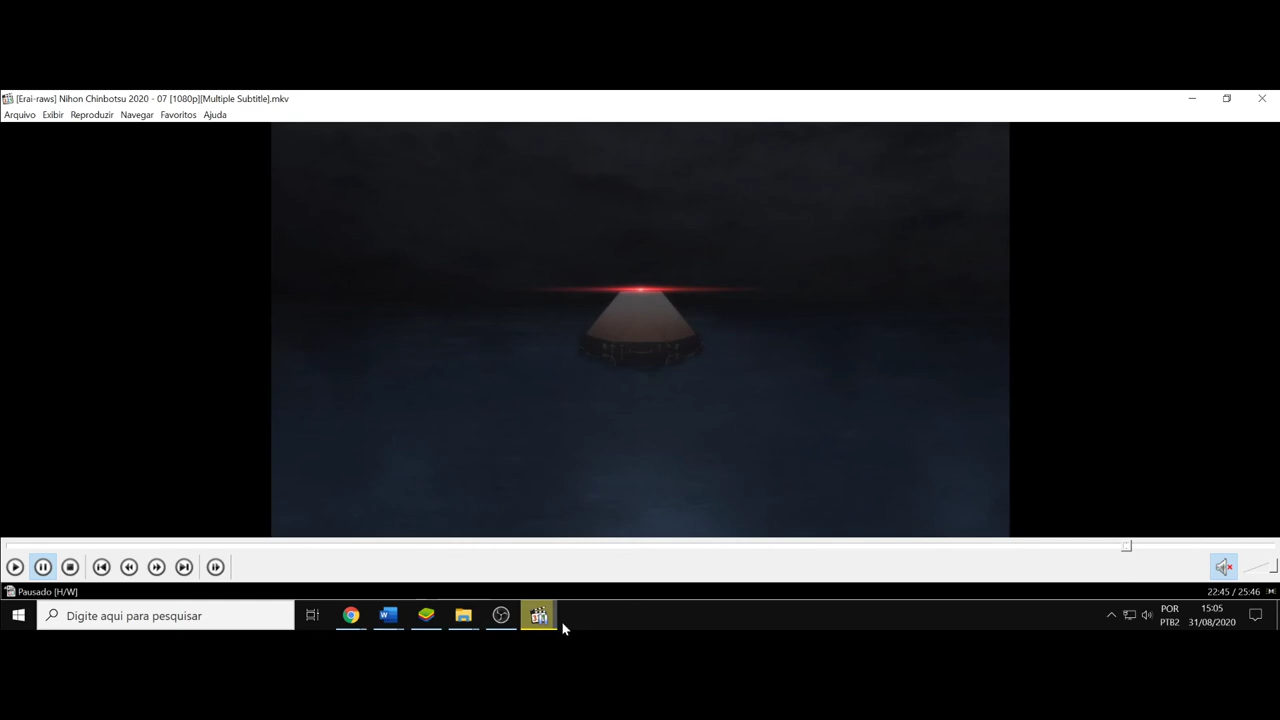 [Erai-raws] Nihon Chinbotsu 2020 - 07 [1080p][Multiple Subtitle].mkv
Arquivo Exibir Reproduzir Navegar Favoritos Ajuda
Pausado [H/W]
22:45 / 25:46
Digite aqui para pesquisar
POR
PTB2
15:05
31/08/2020